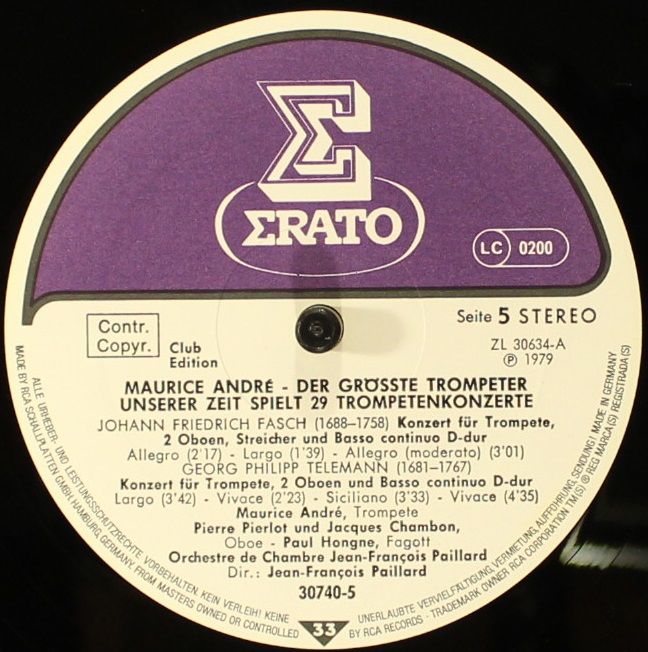 ΣRATO
LC 0200
Contr.
Copyr.
Club
Edition
Seite 5 STEREO
ZL 30634-A
Ⓟ 1979
MAURICE ANDRÉ - DER GRÖSSTE TROMPETER
UNSERER ZEIT SPIELT 29 TROMPETENKONZERTE
JOHANN FRIEDRICH FASCH (1688-1758) Konzert für Trompete,
2 Oboen, Streicher und Basso continuo D-dur
Allegro (2'17) - Largo (1'39) - Allegro (moderato) (3'01)
GEORG PHILIPP TELEMANN (1681-1767)
Konzert für Trompete, 2 Oboen und Basso continuo D-dur
Largo (3'42) - Vivace (2'23) - Siciliano (3'33) - Vivace (4'35)
Maurice André, Trompete
Pierre Pierlot und Jacques Chambon,
Oboe - Paul Hongne, Fagott
Orchestre de Chambre Jean-François Paillard
Dir.: Jean-François Paillard
30740-5
33
ALLE URHEBER- UND LEISTUNGSSCHUTZRECHTE VORBEHALTEN. KEIN VERLEIH! KEINE
UNERLAUBTE VERVIELFÄLTIGUNG, VERMIETUNG, AUFFÜHRUNG, SENDUNG! MADE IN GERMANY
MADE BY RCA SCHALLPLATTEN GMBH, HAMBURG, GERMANY, FROM MASTERS OWNED OR CONTROLLED
BY RCA RECORDS - TRADEMARK OWNER RCA CORPORATION TM(S) ® REG MARCA(S) REGISTRADA(S)